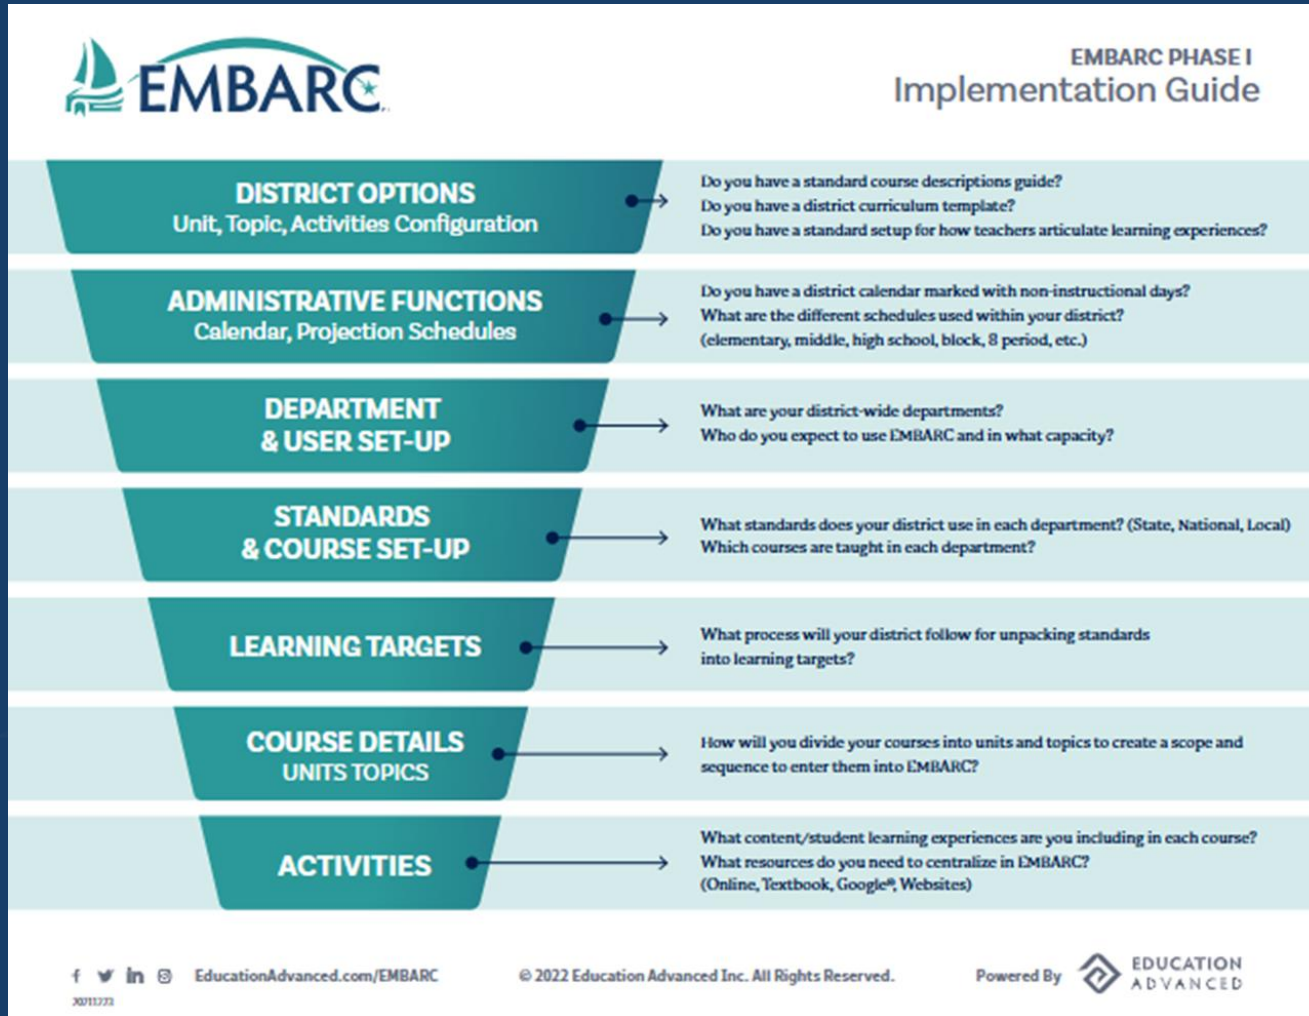 EMBARC
EMBARC PHASE I
Implementation Guide
DISTRICT OPTIONS
Unit, Topic, Activities Configuration
Do you have a standard course descriptions guide?
Do you have a district curriculum template?
Do you have a standard setup for how teachers articulate learning experiences?
ADMINISTRATIVE FUNCTIONS
Calendar, Projection Schedules
Do you have a district calendar marked with non-instructional days?
What are the different schedules used within your district?
(elementary, middle, high school, block, 8 period, etc.)
DEPARTMENT
& USER SET-UP
What are your district-wide departments?
Who do you expect to use EMBARC and in what capacity?
STANDARDS
& COURSE SET-UP
What standards does your district use in each department? (State, National, Local)
Which courses are taught in each department?
LEARNING TARGETS
What process will your district follow for unpacking standards
into learning targets?
COURSE DETAILS
UNITS TOPICS
How will you divide your courses into units and topics to create a scope and
sequence to enter them into EMBARC?
ACTIVITIES
What content/student learning experiences are you including in each course?
What resources do you need to centralize in EMBARC?
(Online, Textbook, Google®, Websites)
EducationAdvanced.com/EMBARC
© 2022 Education Advanced Inc. All Rights Reserved.
Powered By
EDUCATION
ADVANCED